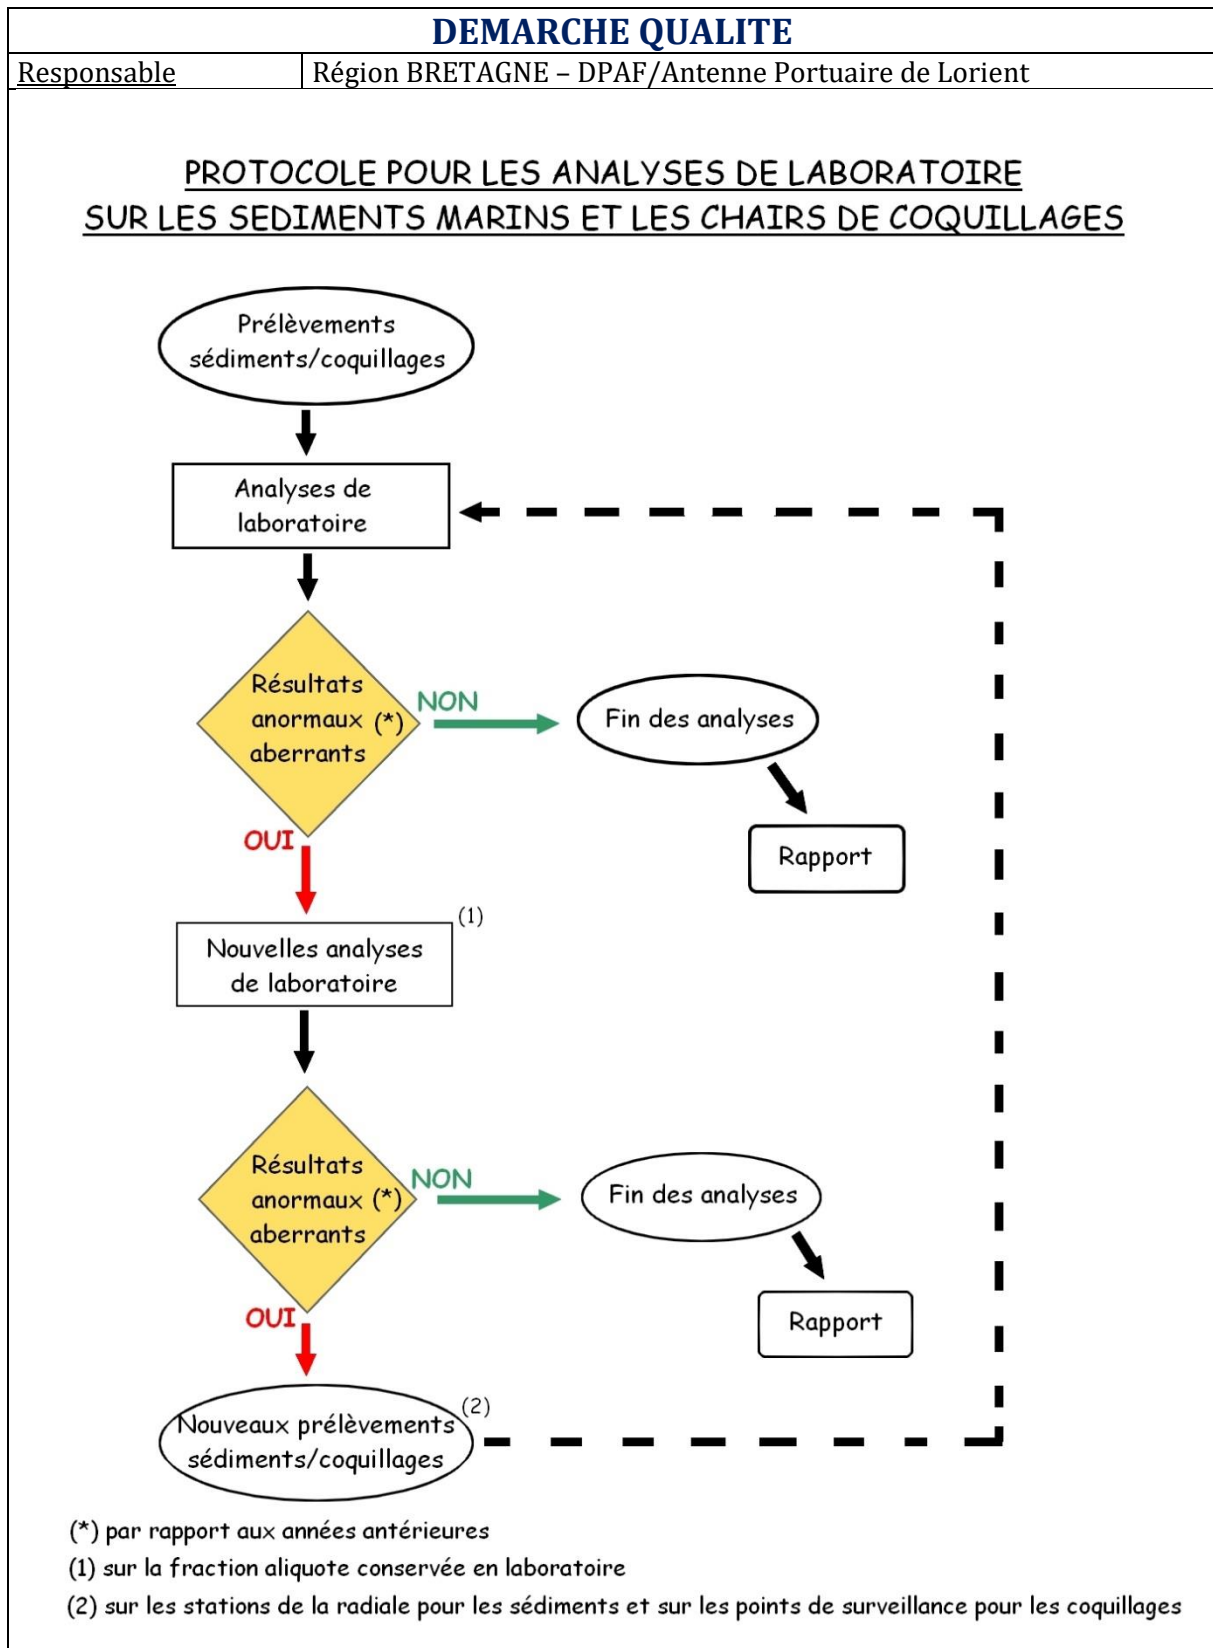 DEMARCHE QUALITE
Responsable
Région BRETAGNE – DPAF/Antenne Portuaire de Lorient
PROTOCOLE POUR LES ANALYSES DE LABORATOIRE
SUR LES SEDIMENTS MARINS ET LES CHAIRS DE COQUILLAGES
Prélèvements
sédiments/coquillages
Analyses de
laboratoire
Résultats
anormaux (*)
aberrants
NON
Fin des analyses
Rapport
OUI
(1)
Nouvelles analyses
de laboratoire
Résultats
anormaux (*)
aberrants
NON
Fin des analyses
Rapport
OUI
(2)
Nouveaux prélèvements
sédiments/coquillages
(*) par rapport aux années antérieures
(1) sur la fraction aliquote conservée en laboratoire
(2) sur les stations de la radiale pour les sédiments et sur les points de surveillance pour les coquillages